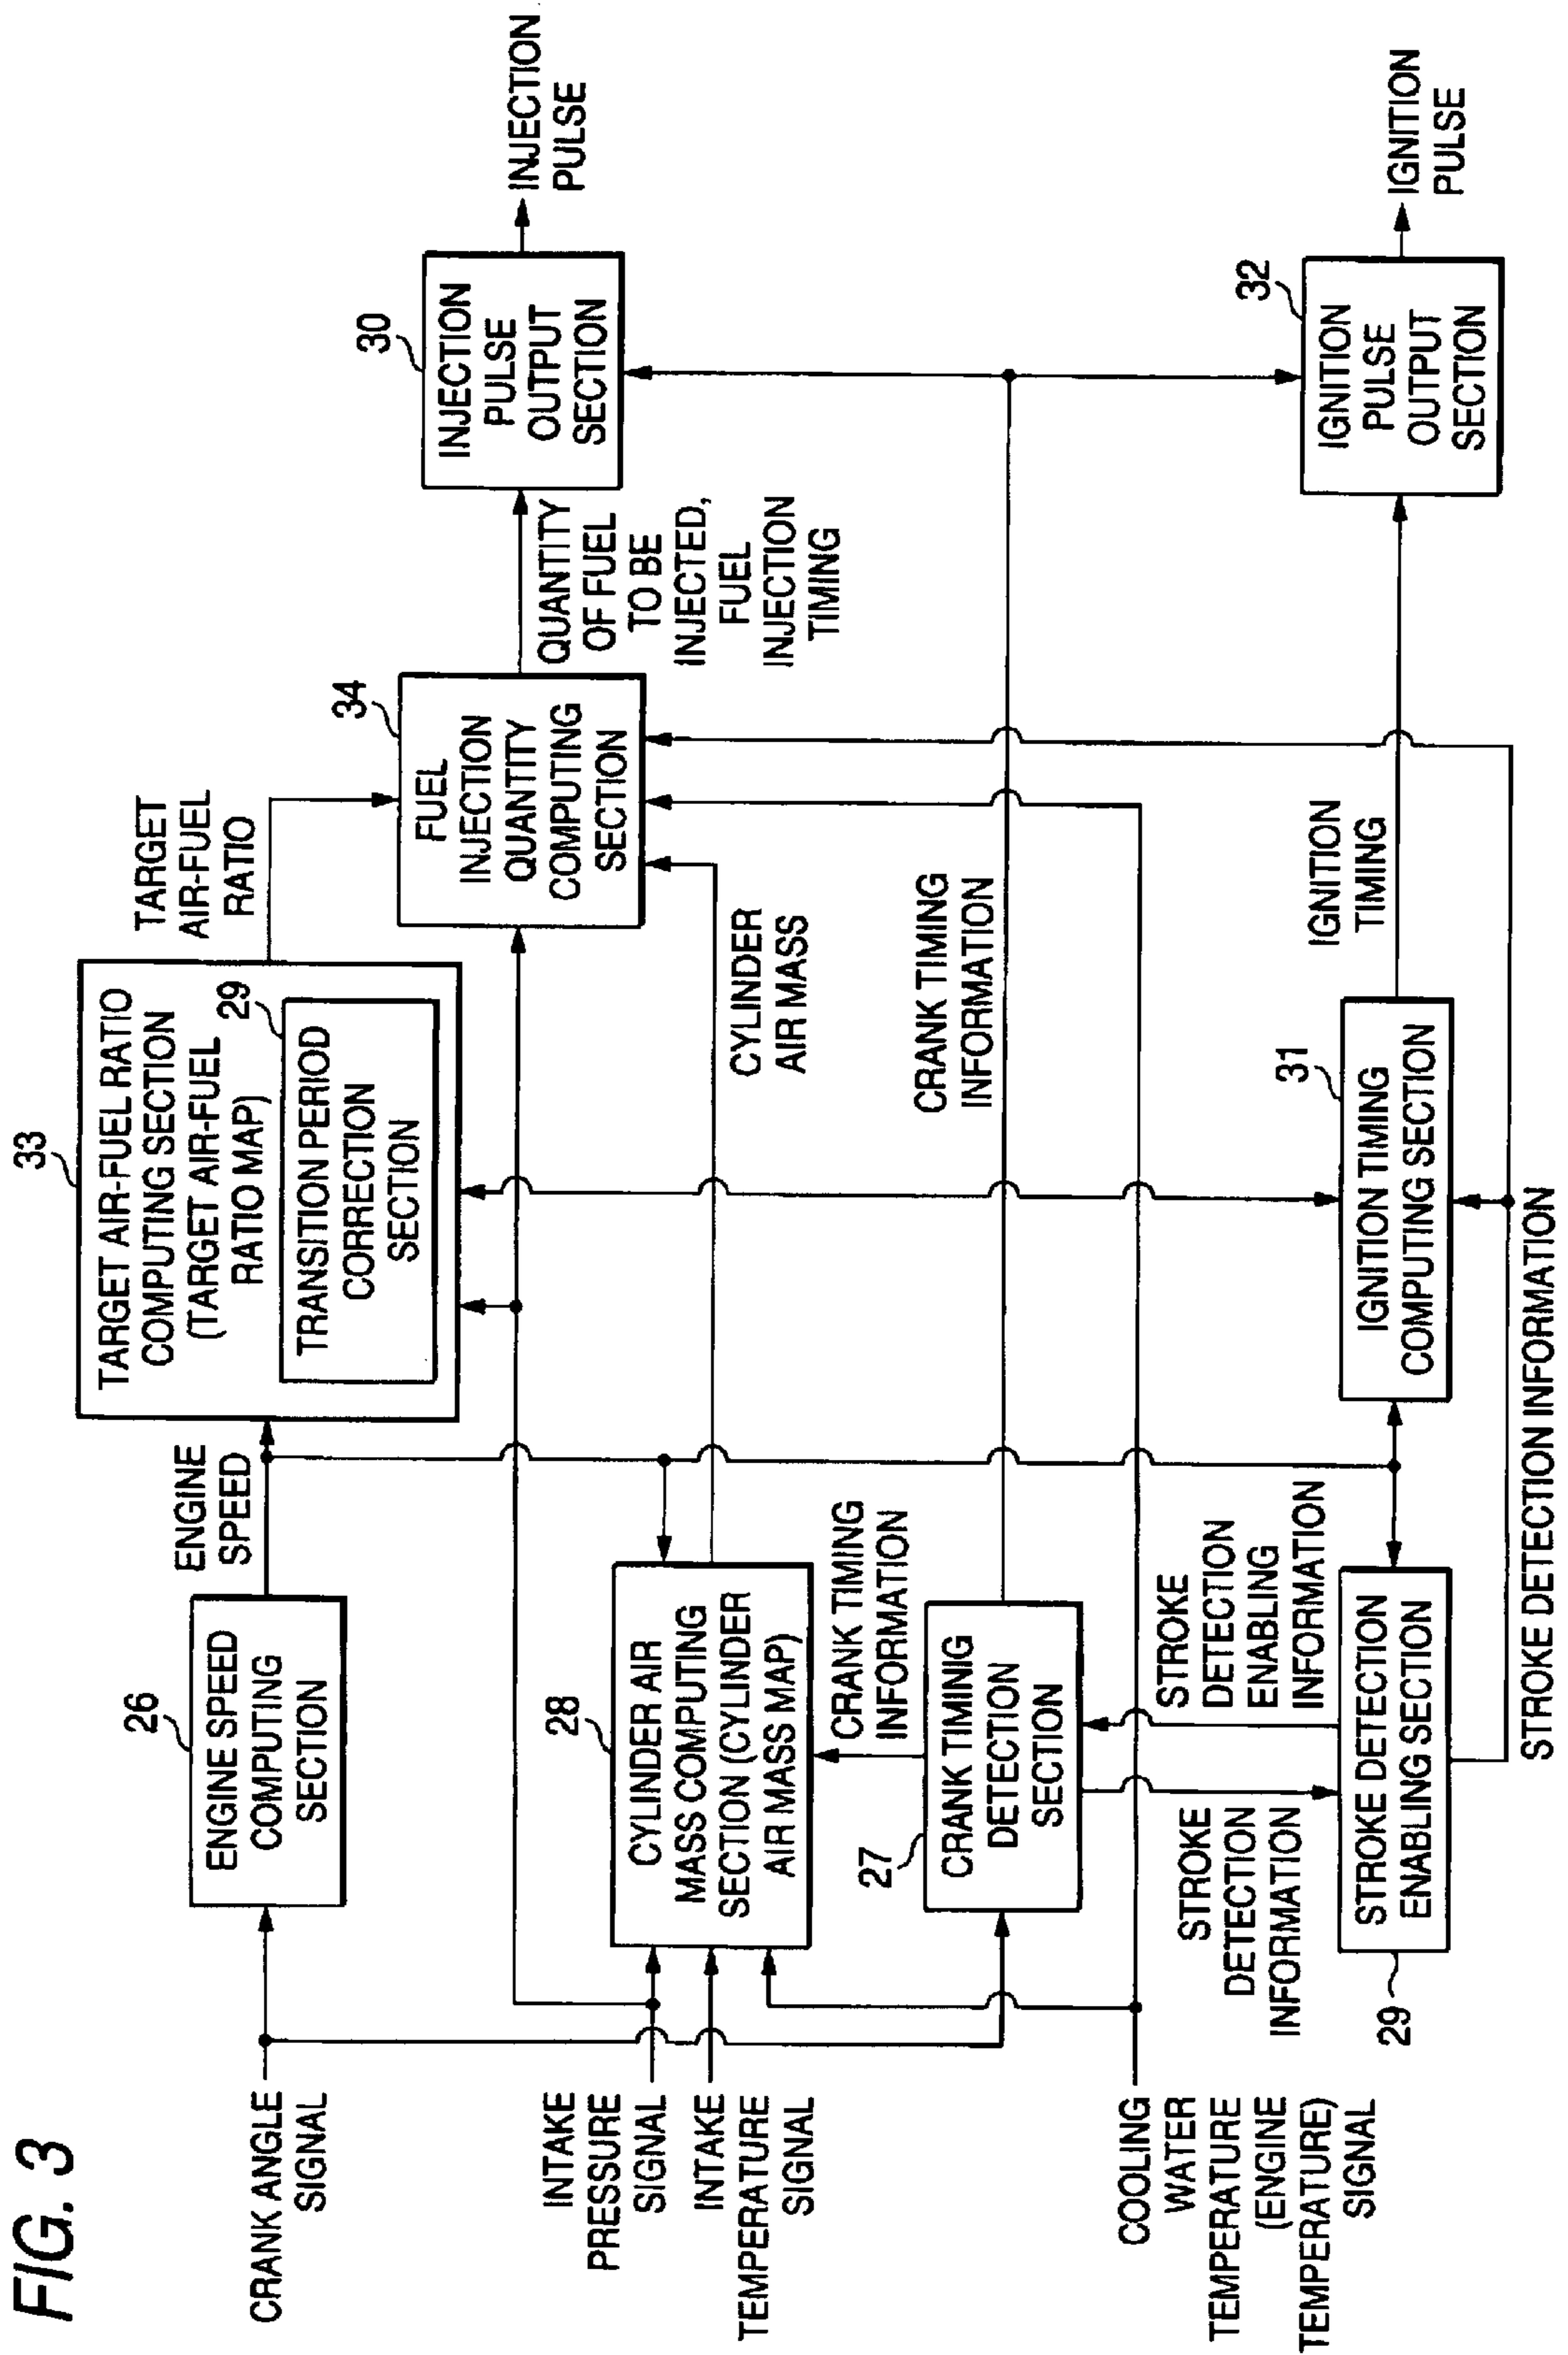 FIG. 3
CRANK ANGLE
SIGNAL
INTAKE
PRESSURE
SIGNAL
INTAKE
TEMPERATURE
SIGNAL
COOLING
WATER
TEMPERATURE
(ENGINE
TEMPERATURE)
SIGNAL
26
ENGINE SPEED
COMPUTING
SECTION
ENGINE
SPEED
28
CYLINDER AIR
MASS COMPUTING
SECTION (CYLINDER
AIR MASS MAP)
CRANK TIMING
INFORMATION
27
CRANK TIMINIG
DETECTION
SECTION
STROKE
DETECTION
INFORMATION
STROKE
DETECTION
ENABLING
INFORMATION
29
STROKE DETECTION
ENABLING SECTION
STROKE DETECTION INFORMATION
33
TARGET AIR-FUEL RATIO
COMPUTING SECTION
(TARGET AIR-FUEL
RATIO MAP)
29
TRANSITION PERIOD
CORRECTION
SECTION
TARGET
AIR-FUEL
RATIO
CYLINDER
AIR MASS
CRANK TIMING
INFORMATION
31
IGNITION TIMING
COMPUTING SECTION
IGNITION
TIMING
34
FUEL
INJECTION
QUANTITY
COMPUTING
SECTION
QUANTITY
OF FUEL
TO BE
INJECTED,
FUEL
INJECTION
TIMING
30
INJECTION
PULSE
OUTPUT
SECTION
INJECTION
PULSE
32
IGNITION
PULSE
OUTPUT
SECTION
IGNITION
PULSE